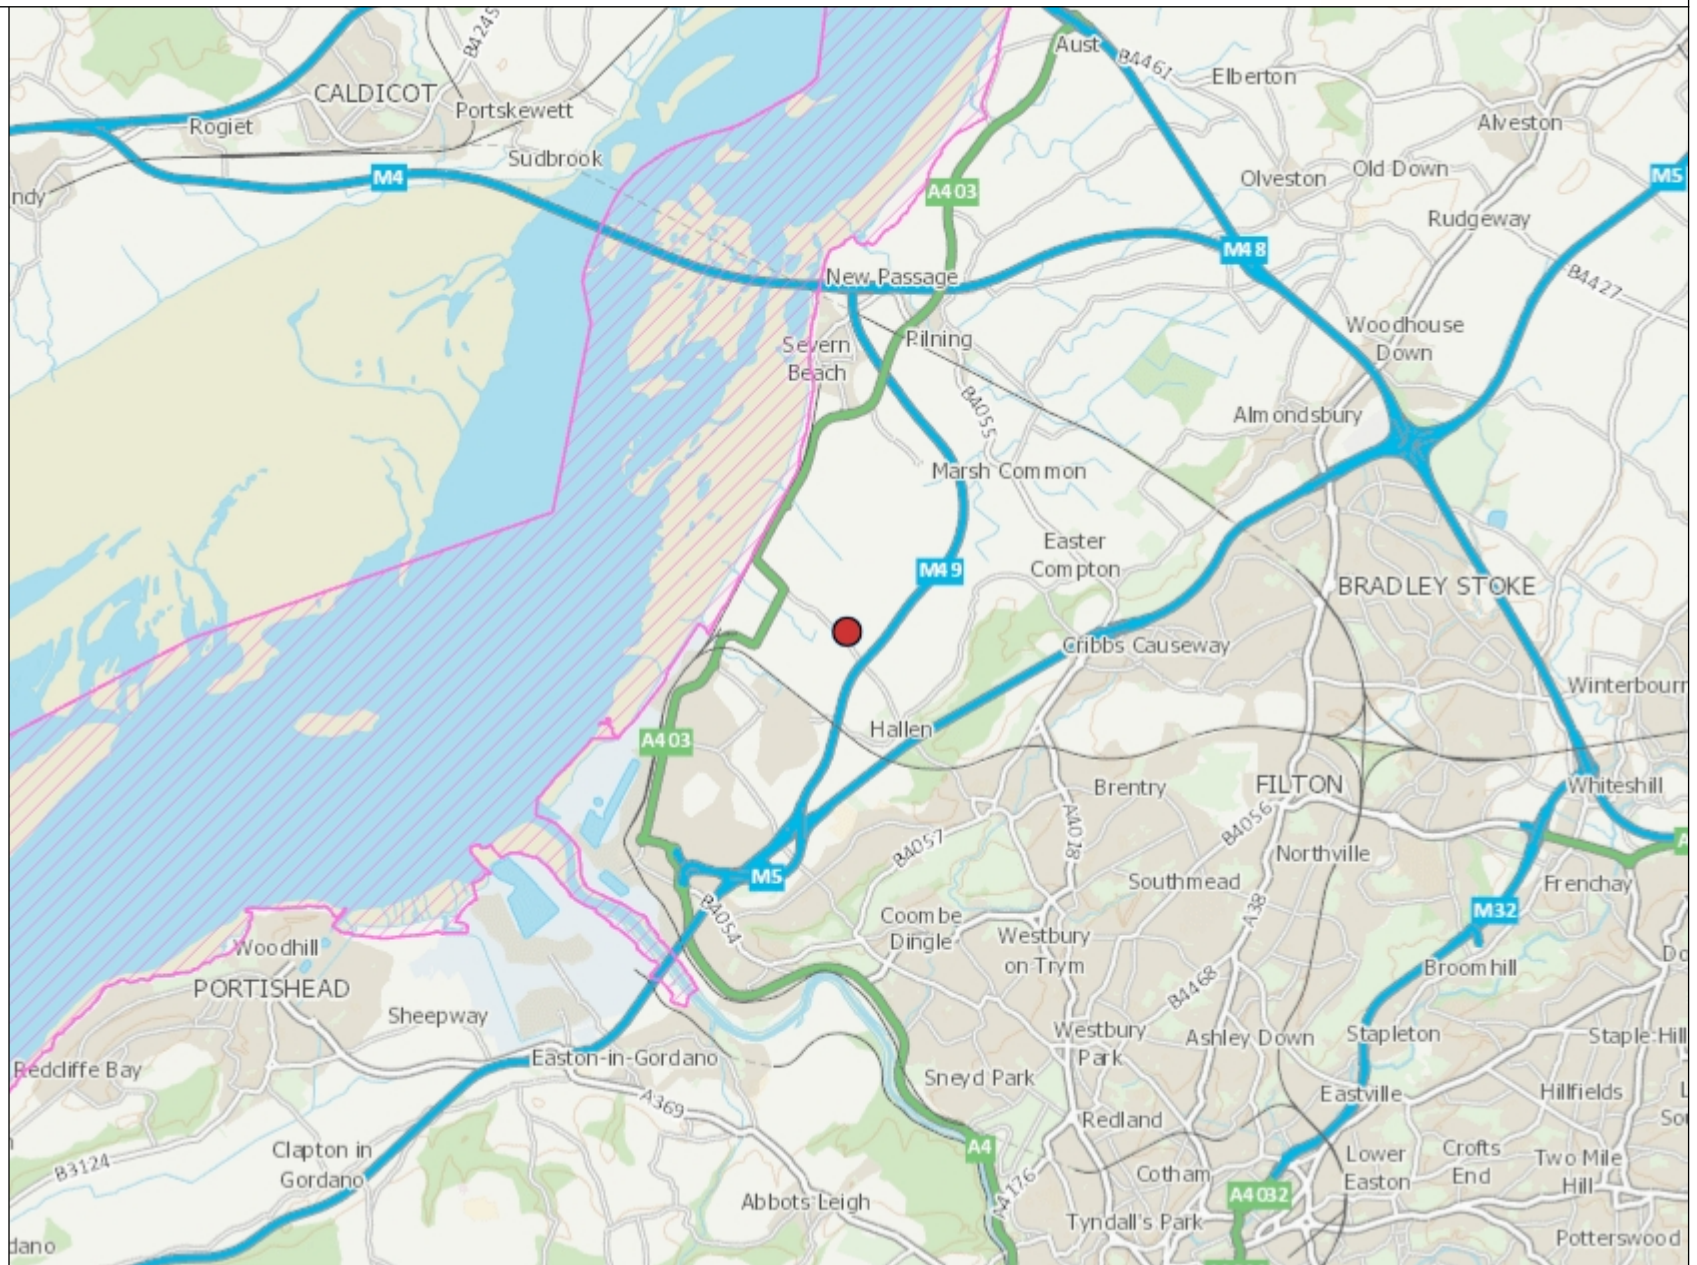 Aust
B4461
B4245
Elberton
CALDICOT
Portskewett
Rogiet
Alveston
Sudbrook
M4
Old Down
Olveston
M5
ndy
A403
Rudgeway
M48
New Passage
B4427
Woodhouse
Down
Severn
Beach
Pilning
B4055
Almondsbury
Marsh Common
Easter
Compton
M49
BRADLEY STOKE
Cribbs Causeway
Winterbourn
Hallen
A403
Brentry
FILTON
Whiteshill
A4018
B4056
B4057
Northville
M5
Southmead
Frenchay
A38
M32
B4054
Coombe
Dingle
Westbury
on-Trym
Woodhill
Broomhill
Do
PORTISHEAD
B4468
Sheepway
Westbury
Park
Ashley Down
Stapleton
Staple-Hill
Easton-in-Gordano
Redcliffe Bay
Sneyd Park
Eastville
Hillfields
L
Sou
A369
Redland
Clapton in
Gordano
B3124
A4
Lower
Easton
Crofts
End
Two Mile
Hill
Cotham
A4032
A4176
Abbots Leigh
Tyndall's Park
Potterswood
dano